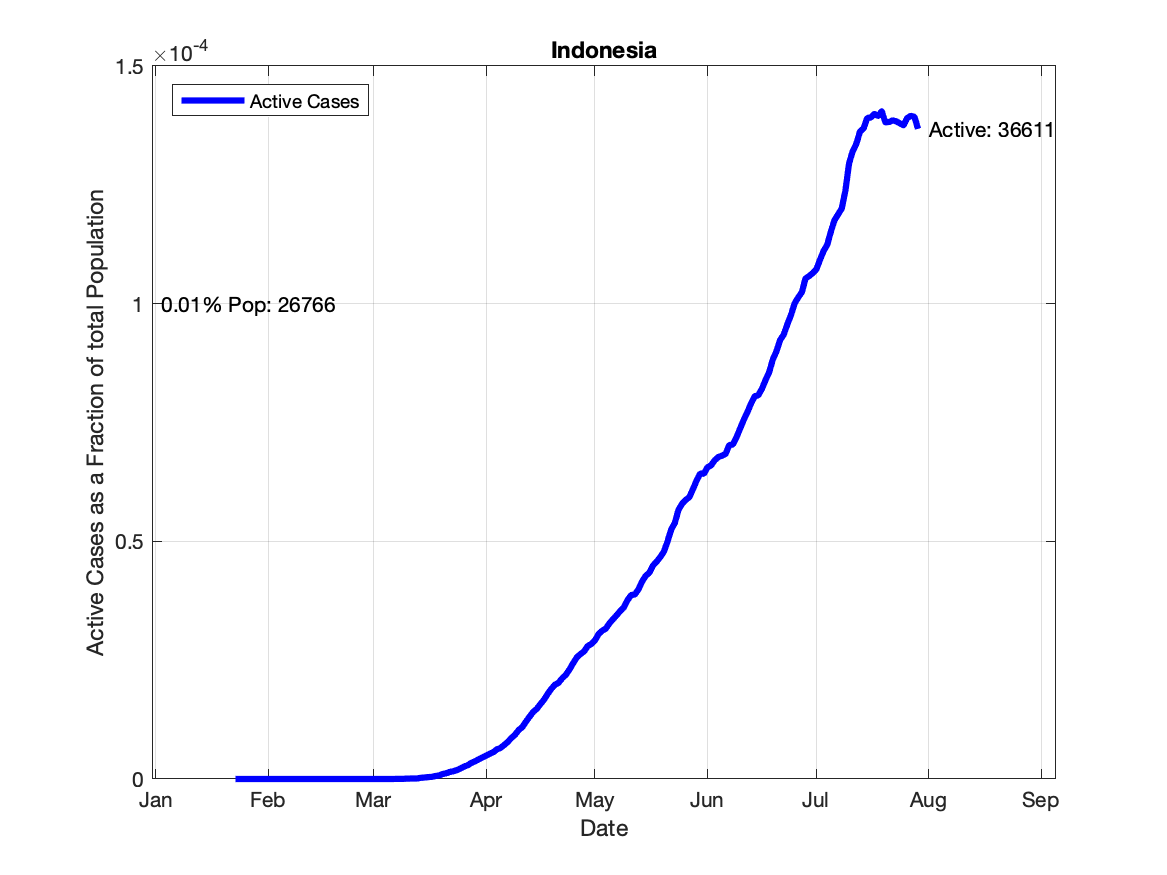 Indonesia
×10-4
1.5
Active Cases
Active: 36611
1
0.01% Pop: 26766
0.5
0
Active Cases as a Fraction of total Population
Jan Feb Mar Apr May Jun Jul Aug Sep
Date